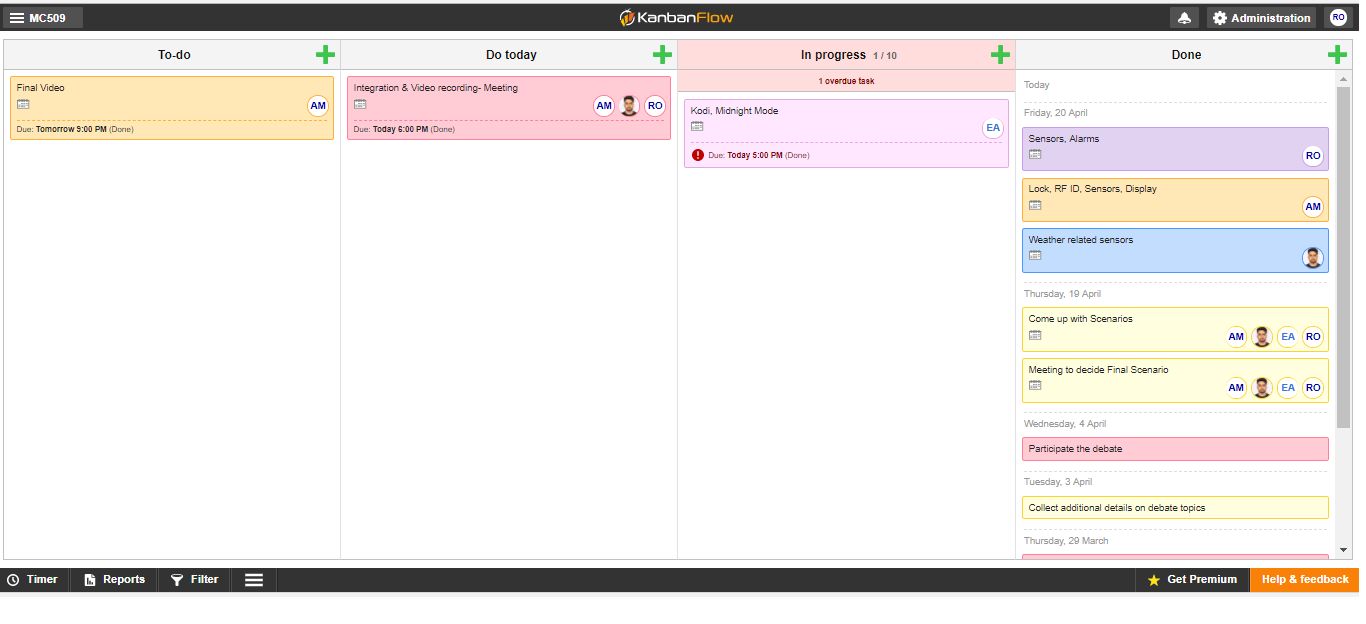 MC509
KanbanFlow
Administration
RO
To-do
Final Video
AM
Due: Tomorrow 9:00 PM (Done)
Do today
Integration & Video recording- Meeting
AM RO
Due: Today 6:00 PM (Done)
In progress 1 / 10
1 overdue task
Kodi, Midnight Mode
EA
Due: Today 5:00 PM (Done)
Done
Today
Friday, 20 April
Sensors, Alarms
RO
Lock, RF ID, Sensors, Display
AM
Weather related sensors
Thursday, 19 April
Come up with Scenarios
AM EA RO
Meeting to decide Final Scenario
AM EA RO
Wednesday, 4 April
Participate the debate
Tuesday, 3 April
Collect additional details on debate topics
Thursday, 29 March
Timer
Reports
Filter
Get Premium
Help & feedback